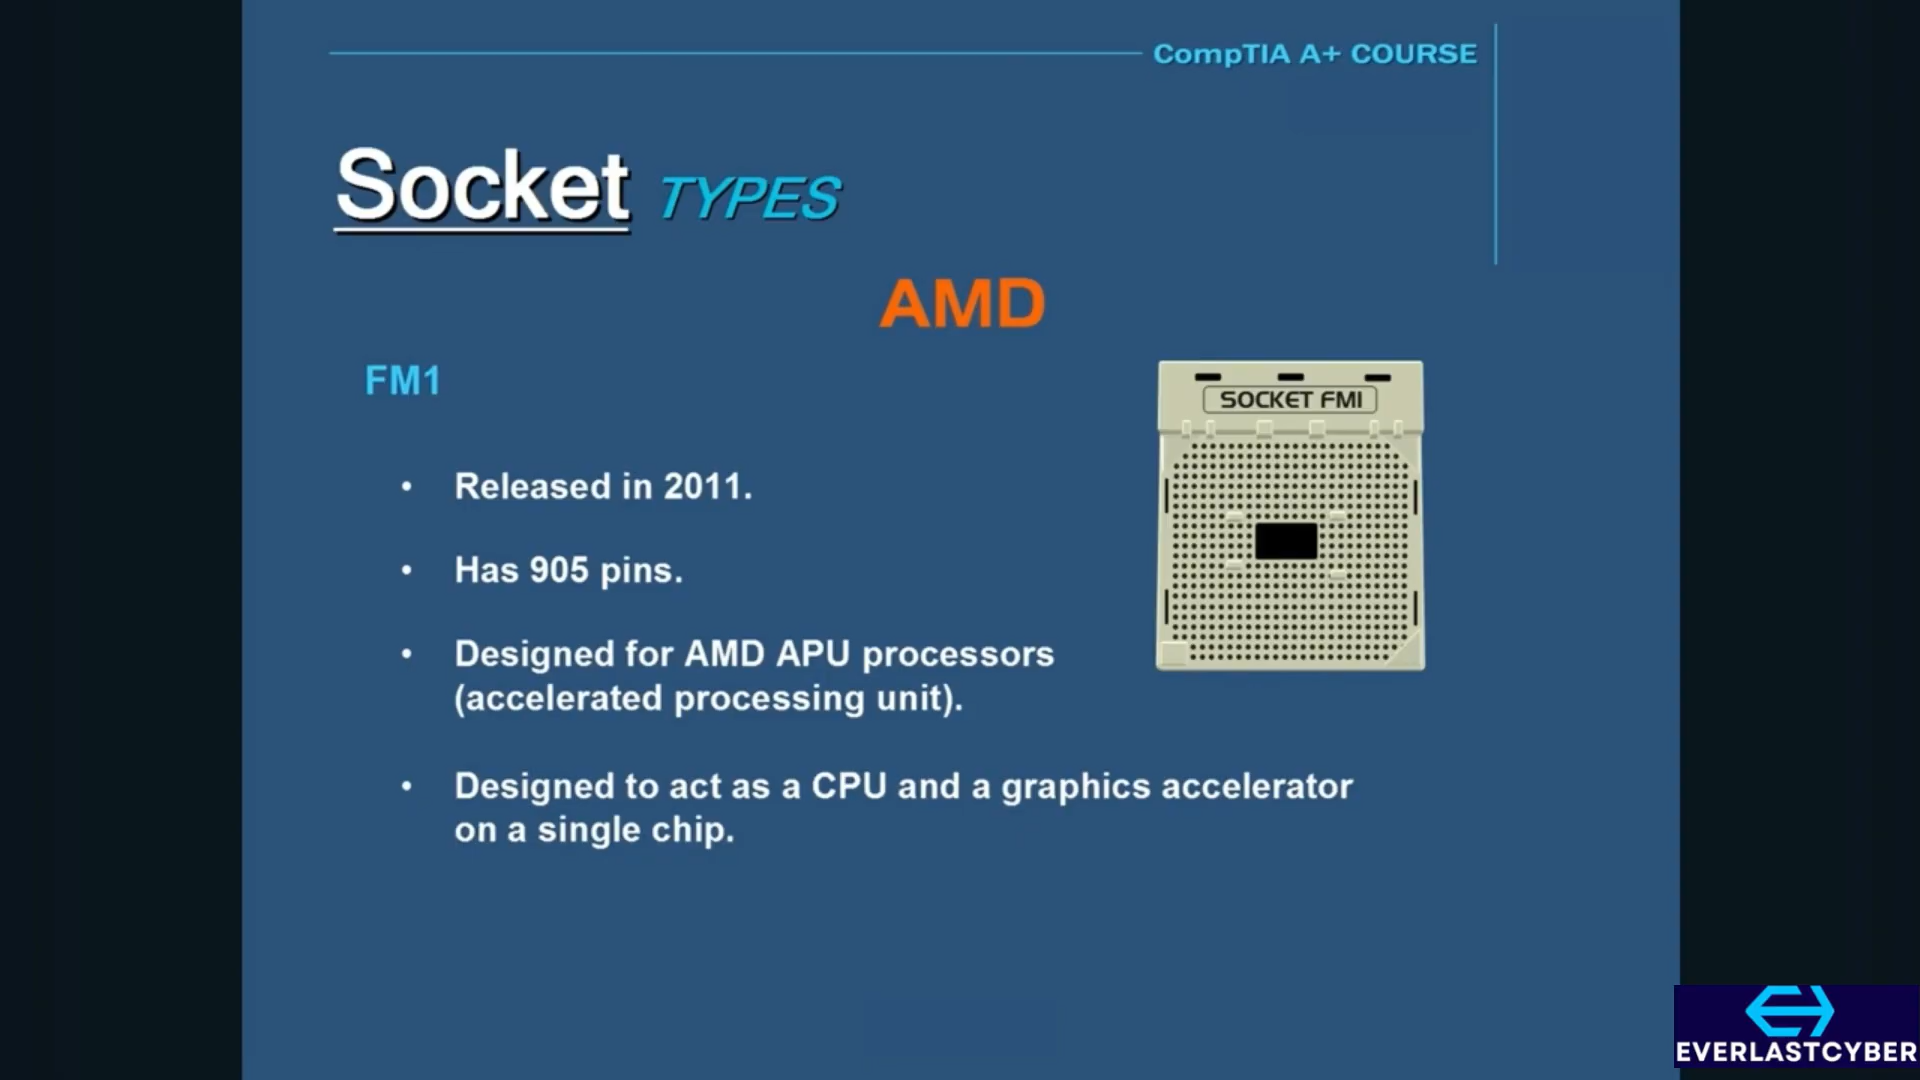 CompTIA A+ COURSE
Socket TYPES
AMD
FM1
SOCKET FM1
• Released in 2011.
• Has 905 pins.
• Designed for AMD APU processors
(accelerated processing unit).
• Designed to act as a CPU and a graphics accelerator
on a single chip.
EVERLASTCYBER